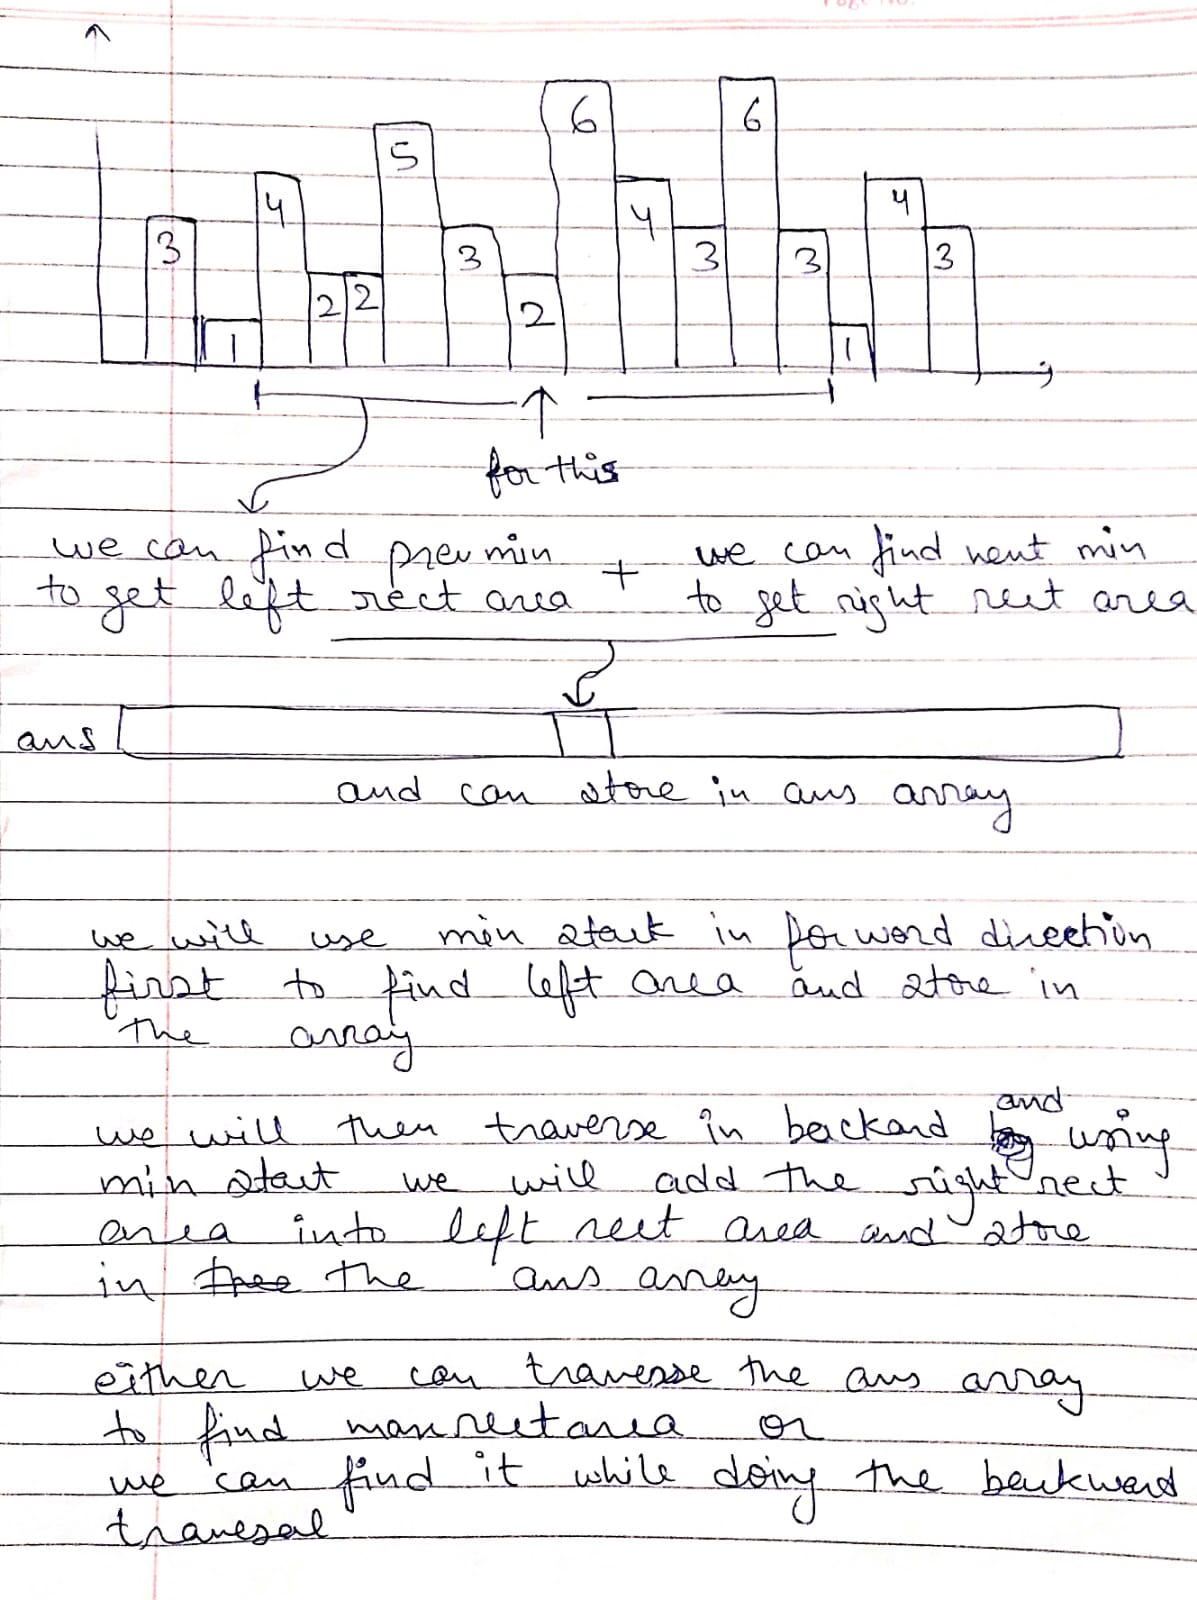 Page No.
6 6
5
4 4 4
3 3 3 3 3
2 2 2
1 1
for this
we can find prev min + we can find next min
to get left rect area to get right rect area
ans
and can store in ans array
we will use min stack in forword direction
first to find left area and store in
the array
we will then traverse in backard and using
min stack we will add the right rect
area into left rect area and store
in the ans array
either we can traverse the ans array
to find maxrectarea or
we can find it while doing the backward
travesal